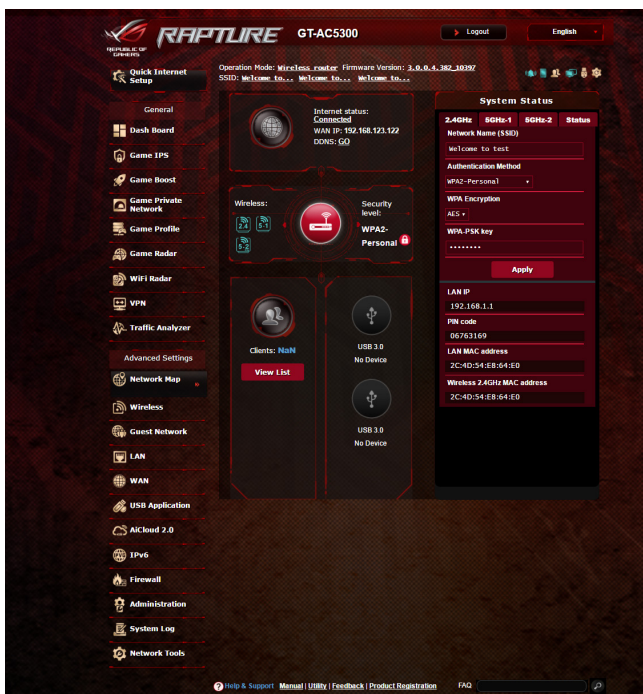 REPUBLIC OF
GAMERS
RAPTURE
GT-AC5300
Logout
English
Quick Internet
Setup
Operation Mode: Wireless router Firmware Version: 3.0.0.4.382_10397
SSID: Welcome to... Welcome to... Welcome to...
General
Dash Board
Game IPS
Game Boost
Game Private
Network
Game Profile
Game Radar
WiFi Radar
VPN
Traffic Analyzer
Advanced Settings
Network Map
Wireless
Guest Network
LAN
WAN
USB Application
AiCloud 2.0
IPv6
Firewall
Administration
System Log
Network Tools
Internet status:
Connected
WAN IP: 192.168.123.122
DDNS: GO
Wireless:
2.4
5-1
5-2
Security
level:
WPA2-
Personal
Clients: NaN
View List
USB 3.0
No Device
USB 3.0
No Device
System Status
2.4GHz 5GHz-1 5GHz-2 Status
Network Name (SSID)
Welcome to test
Authentication Method
WPA2-Personal
WPA Encryption
AES
WPA-PSK key
••••••••
Apply
LAN IP
192.168.1.1
PIN code
06763169
LAN MAC address
2C:4D:54:E8:64:E0
Wireless 2.4GHz MAC address
2C:4D:54:E8:64:E0
Help & Support Manual | Utility | Feedback | Product Registration FAQ